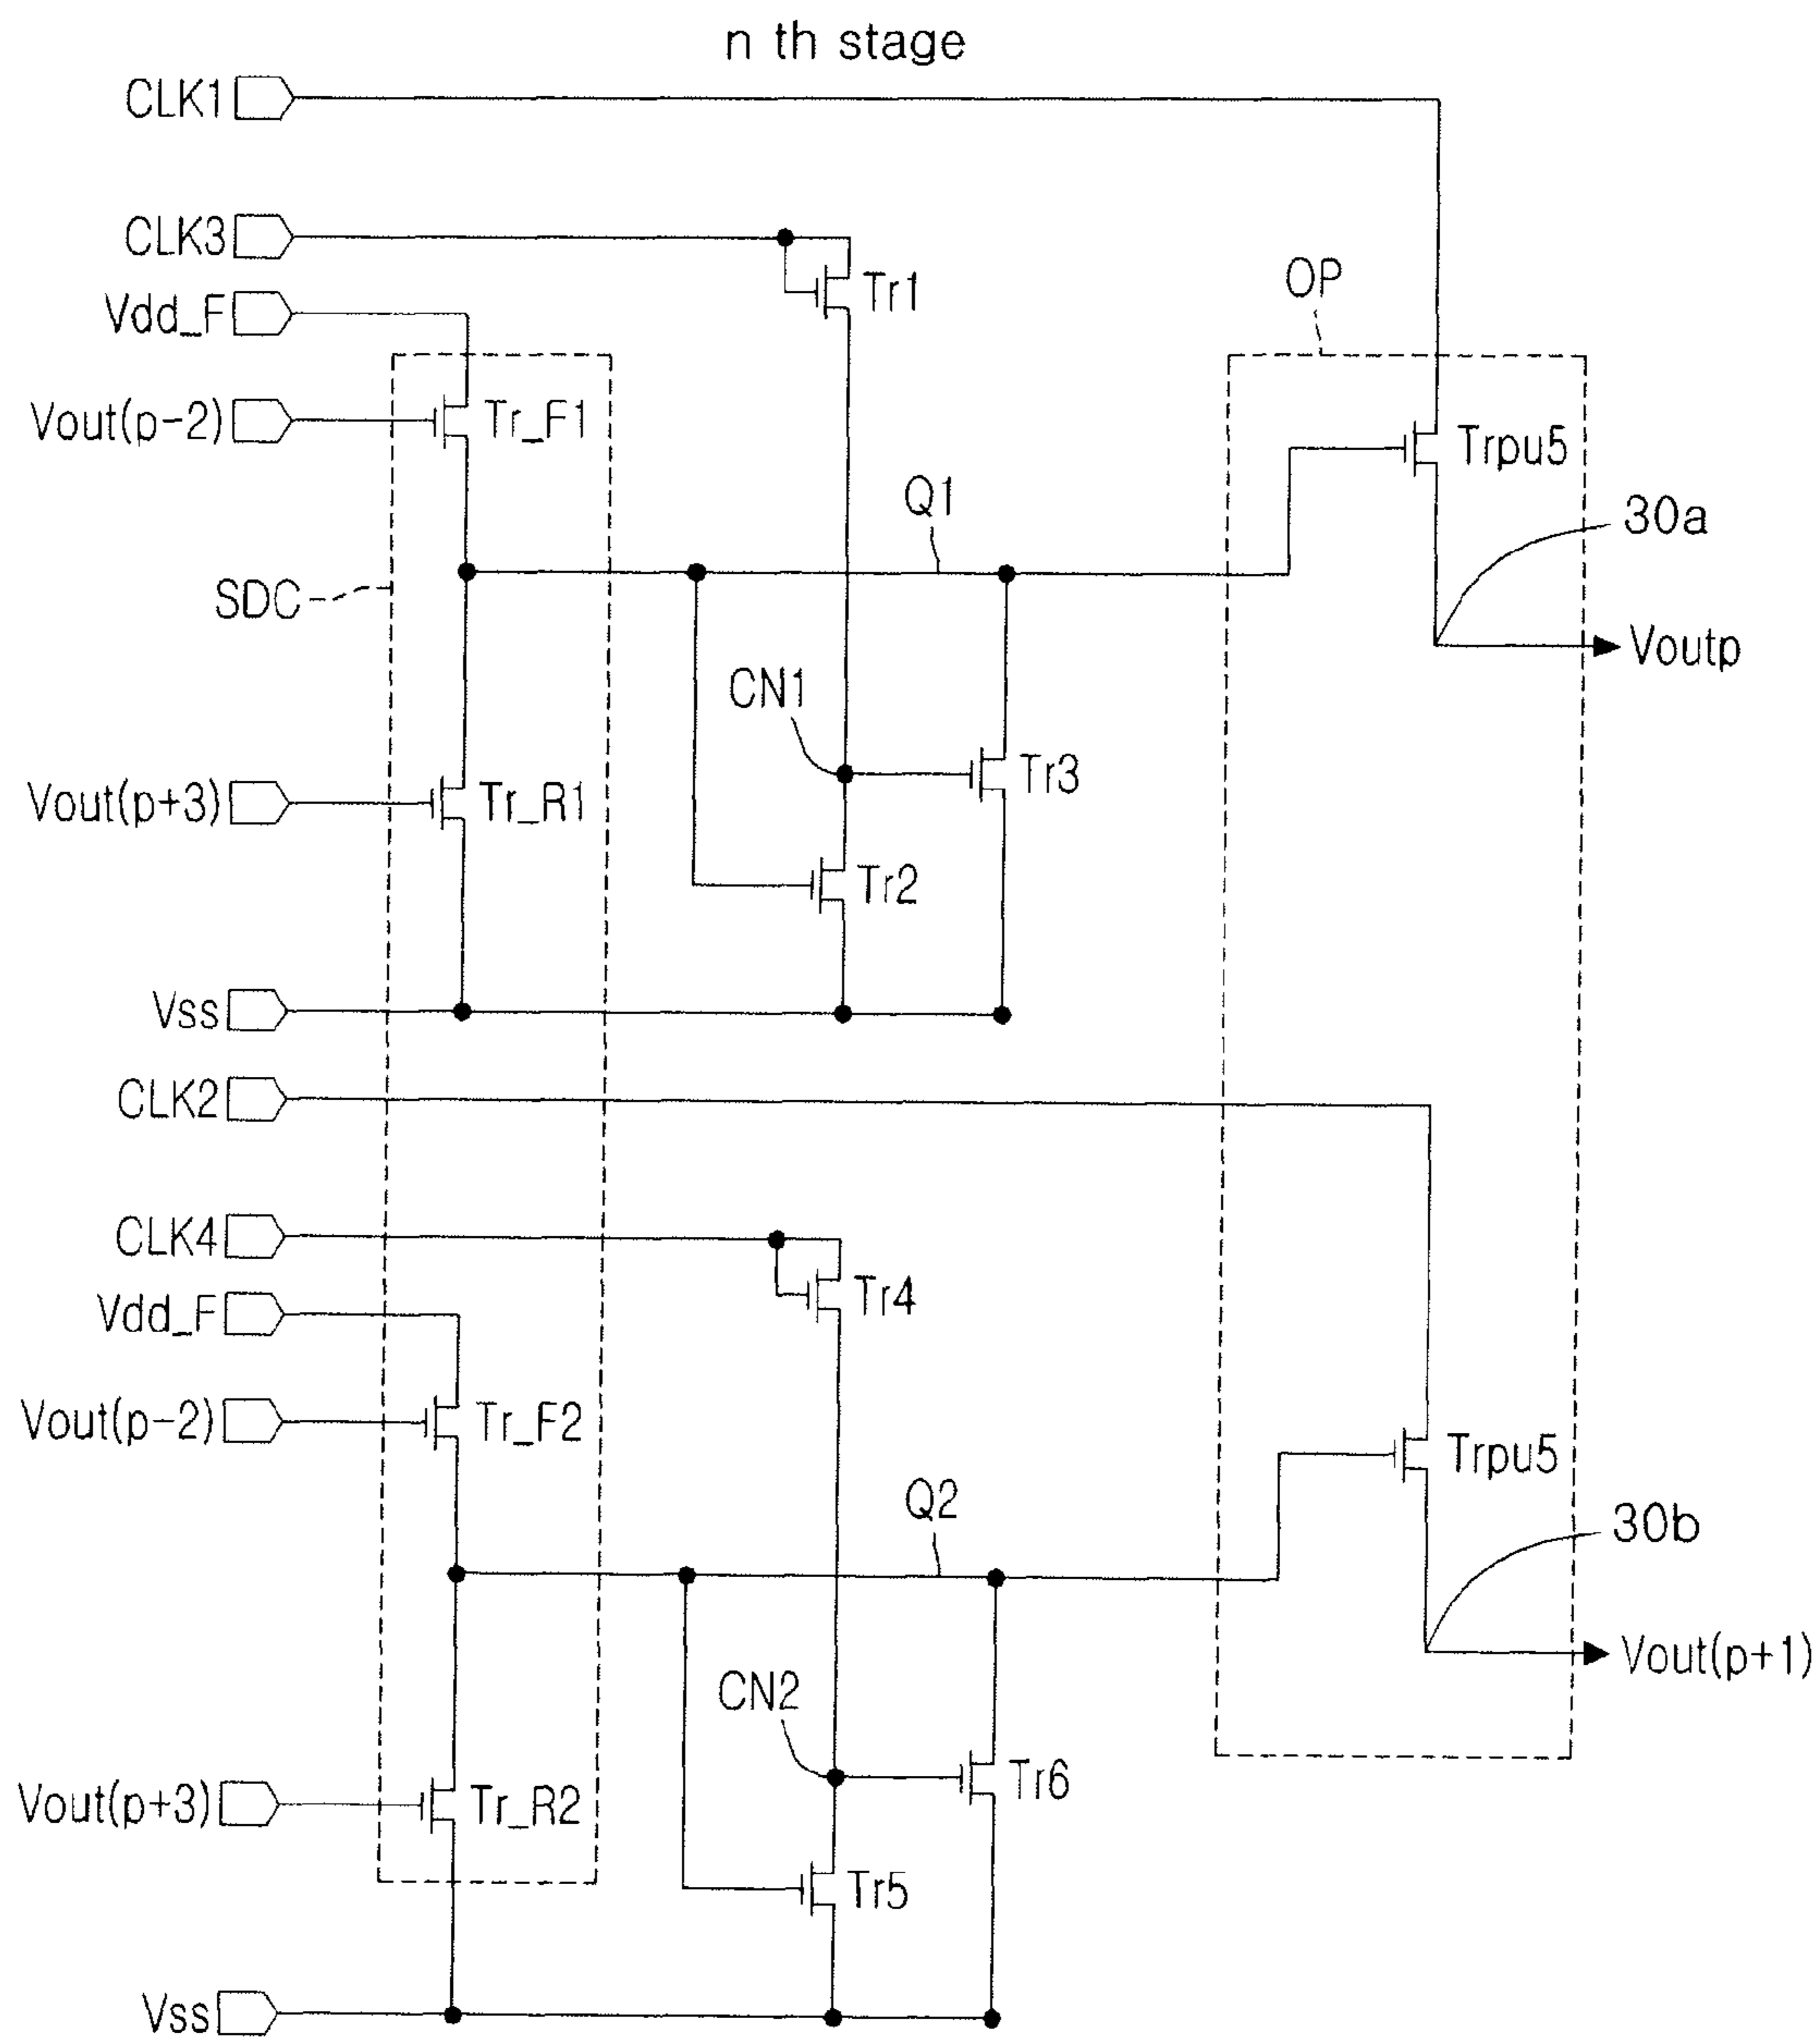 n th stage
CLK1
CLK3
Tr1
OP
Vdd_F
Vout(p-2)
Tr_F1
Trpu5
Q1
30a
SDC
Voutp
CN1
Vout(p+3)
Tr_R1
Tr3
Tr2
Vss
CLK2
CLK4
Tr4
Vdd_F
Vout(p-2)
Tr_F2
Trpu5
Q2
30b
Vout(p+1)
CN2
Vout(p+3)
Tr_R2
Tr6
Tr5
Vss